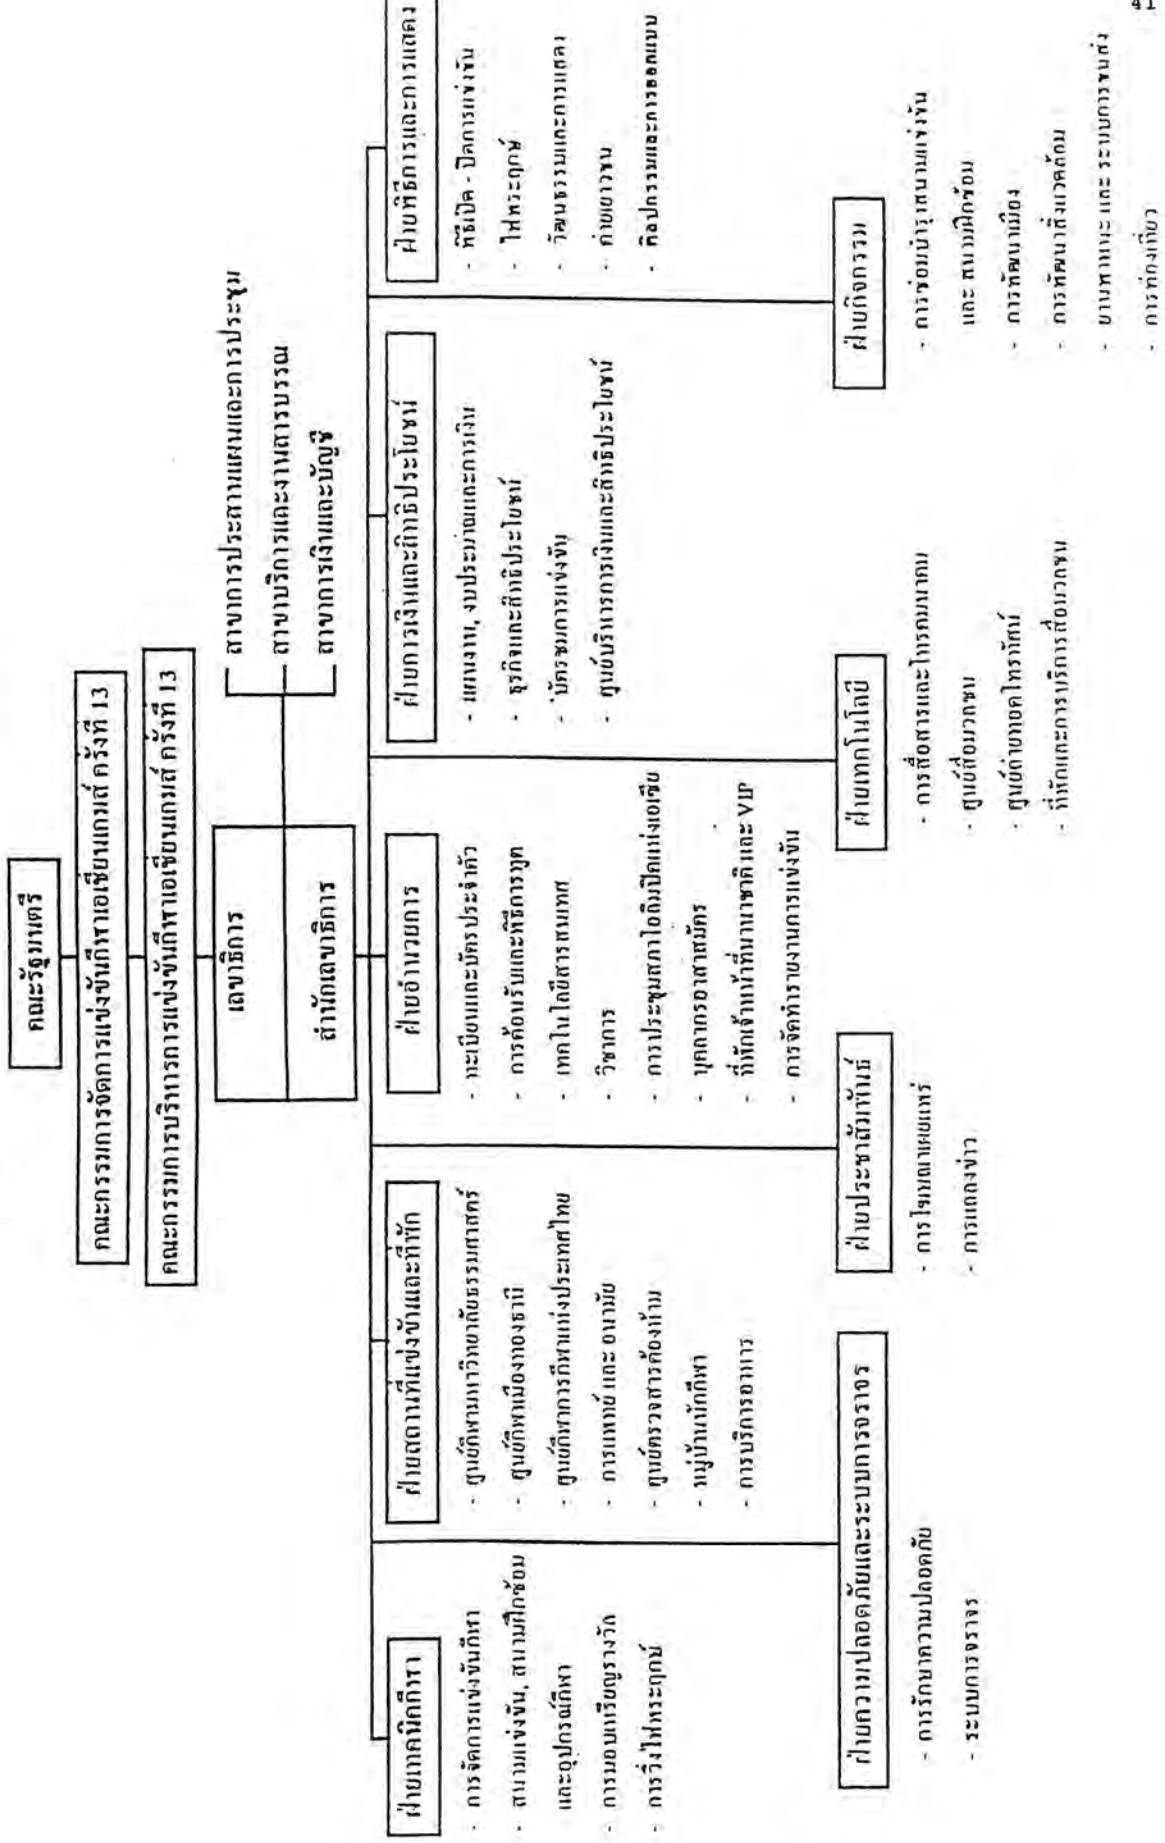 41
คณะรัฐมนตรี
คณะกรรมการจัดการแข่งขันกีฬาเอเชี่ยนเกมส์ ครั้งที่ 13
คณะกรรมการบริหารการแข่งขันกีฬาเอเชี่ยนเกมส์ ครั้งที่ 13
เลขาธิการ
สำนักเลขาธิการ
สาขาการประสานแผนและการประชุม
สาขาบริการและงานสารบรรณ
สาขาการเงินและบัญชี
ฝ่ายเทคนิคกีฬา
- การจัดการแข่งขันกีฬา
- สนามแข่งขัน, สนามฝึกซ้อม
และอุปกรณ์กีฬา
- การมอบเหรียญรางวัล
- การวิ่งไฟพระฤกษ์
ฝ่ายสถานที่แข่งขันและที่พัก
- ศูนย์กีฬามหาวิทยาลัยธรรมศาสตร์
- ศูนย์กีฬาเมืองทองธานี
- ศูนย์กีฬาการกีฬาแห่งประเทศไทย
- การแพทย์ และ อนามัย
- ศูนย์ตรวจสารต้องห้าม
- หมู่บ้านนักกีฬา
- การบริการอาหาร
ฝ่ายอำนวยการ
- ทะเบียนและบัตรประจำตัว
- การต้อนรับและพิธีการทูต
- เทคโนโลยีสารสนเทศ
- วิชาการ
- การประชุมสภาโอลิมปิคแห่งเอเซีย
- บุคลากรอาสาสมัคร
- ที่พักเจ้าหน้าที่นานาชาติ และ VIP
- การจัดทำรายงานการแข่งขัน
ฝ่ายการเงินและสิทธิประโยชน์
- แผนงาน, งบประมาณและการเงิน
- ธุรกิจและสิทธิประโยชน์
- บัตรชมการแข่งขัน
- ศูนย์บริหารการเงินและสิทธิประโยชน์
ฝ่ายพิธีการและการแสดง
- พิธีเปิด - ปิดการแข่งขัน
- ไฟพระฤกษ์
- วัฒนธรรมและการแสดง
- ค่ายเยาวชน
- ศิลปกรรมและการออกแบบ
ฝ่ายความปลอดภัยและระบบการจราจร
- การรักษาความปลอดภัย
- ระบบการจราจร
ฝ่ายประชาสัมพันธ์
- การโฆษณาเผยแพร่
- การแถลงข่าว
ฝ่ายเทคโนโลยี
- การสื่อสารและโทรคมนาคม
- ศูนย์สื่อมวลชน
- ศูนย์ถ่ายทอดโทรทัศน์
- ที่พักและการบริการสื่อมวลชน
ฝ่ายกิจกรรม
- การซ่อมบำรุงสนามแข่งขัน
และ สนามฝึกซ้อม
- การพัฒนาเมือง
- การพัฒนาสิ่งแวดล้อม
- ยานพาหนะ และ ระบบการขนส่ง
- การท่องเที่ยว